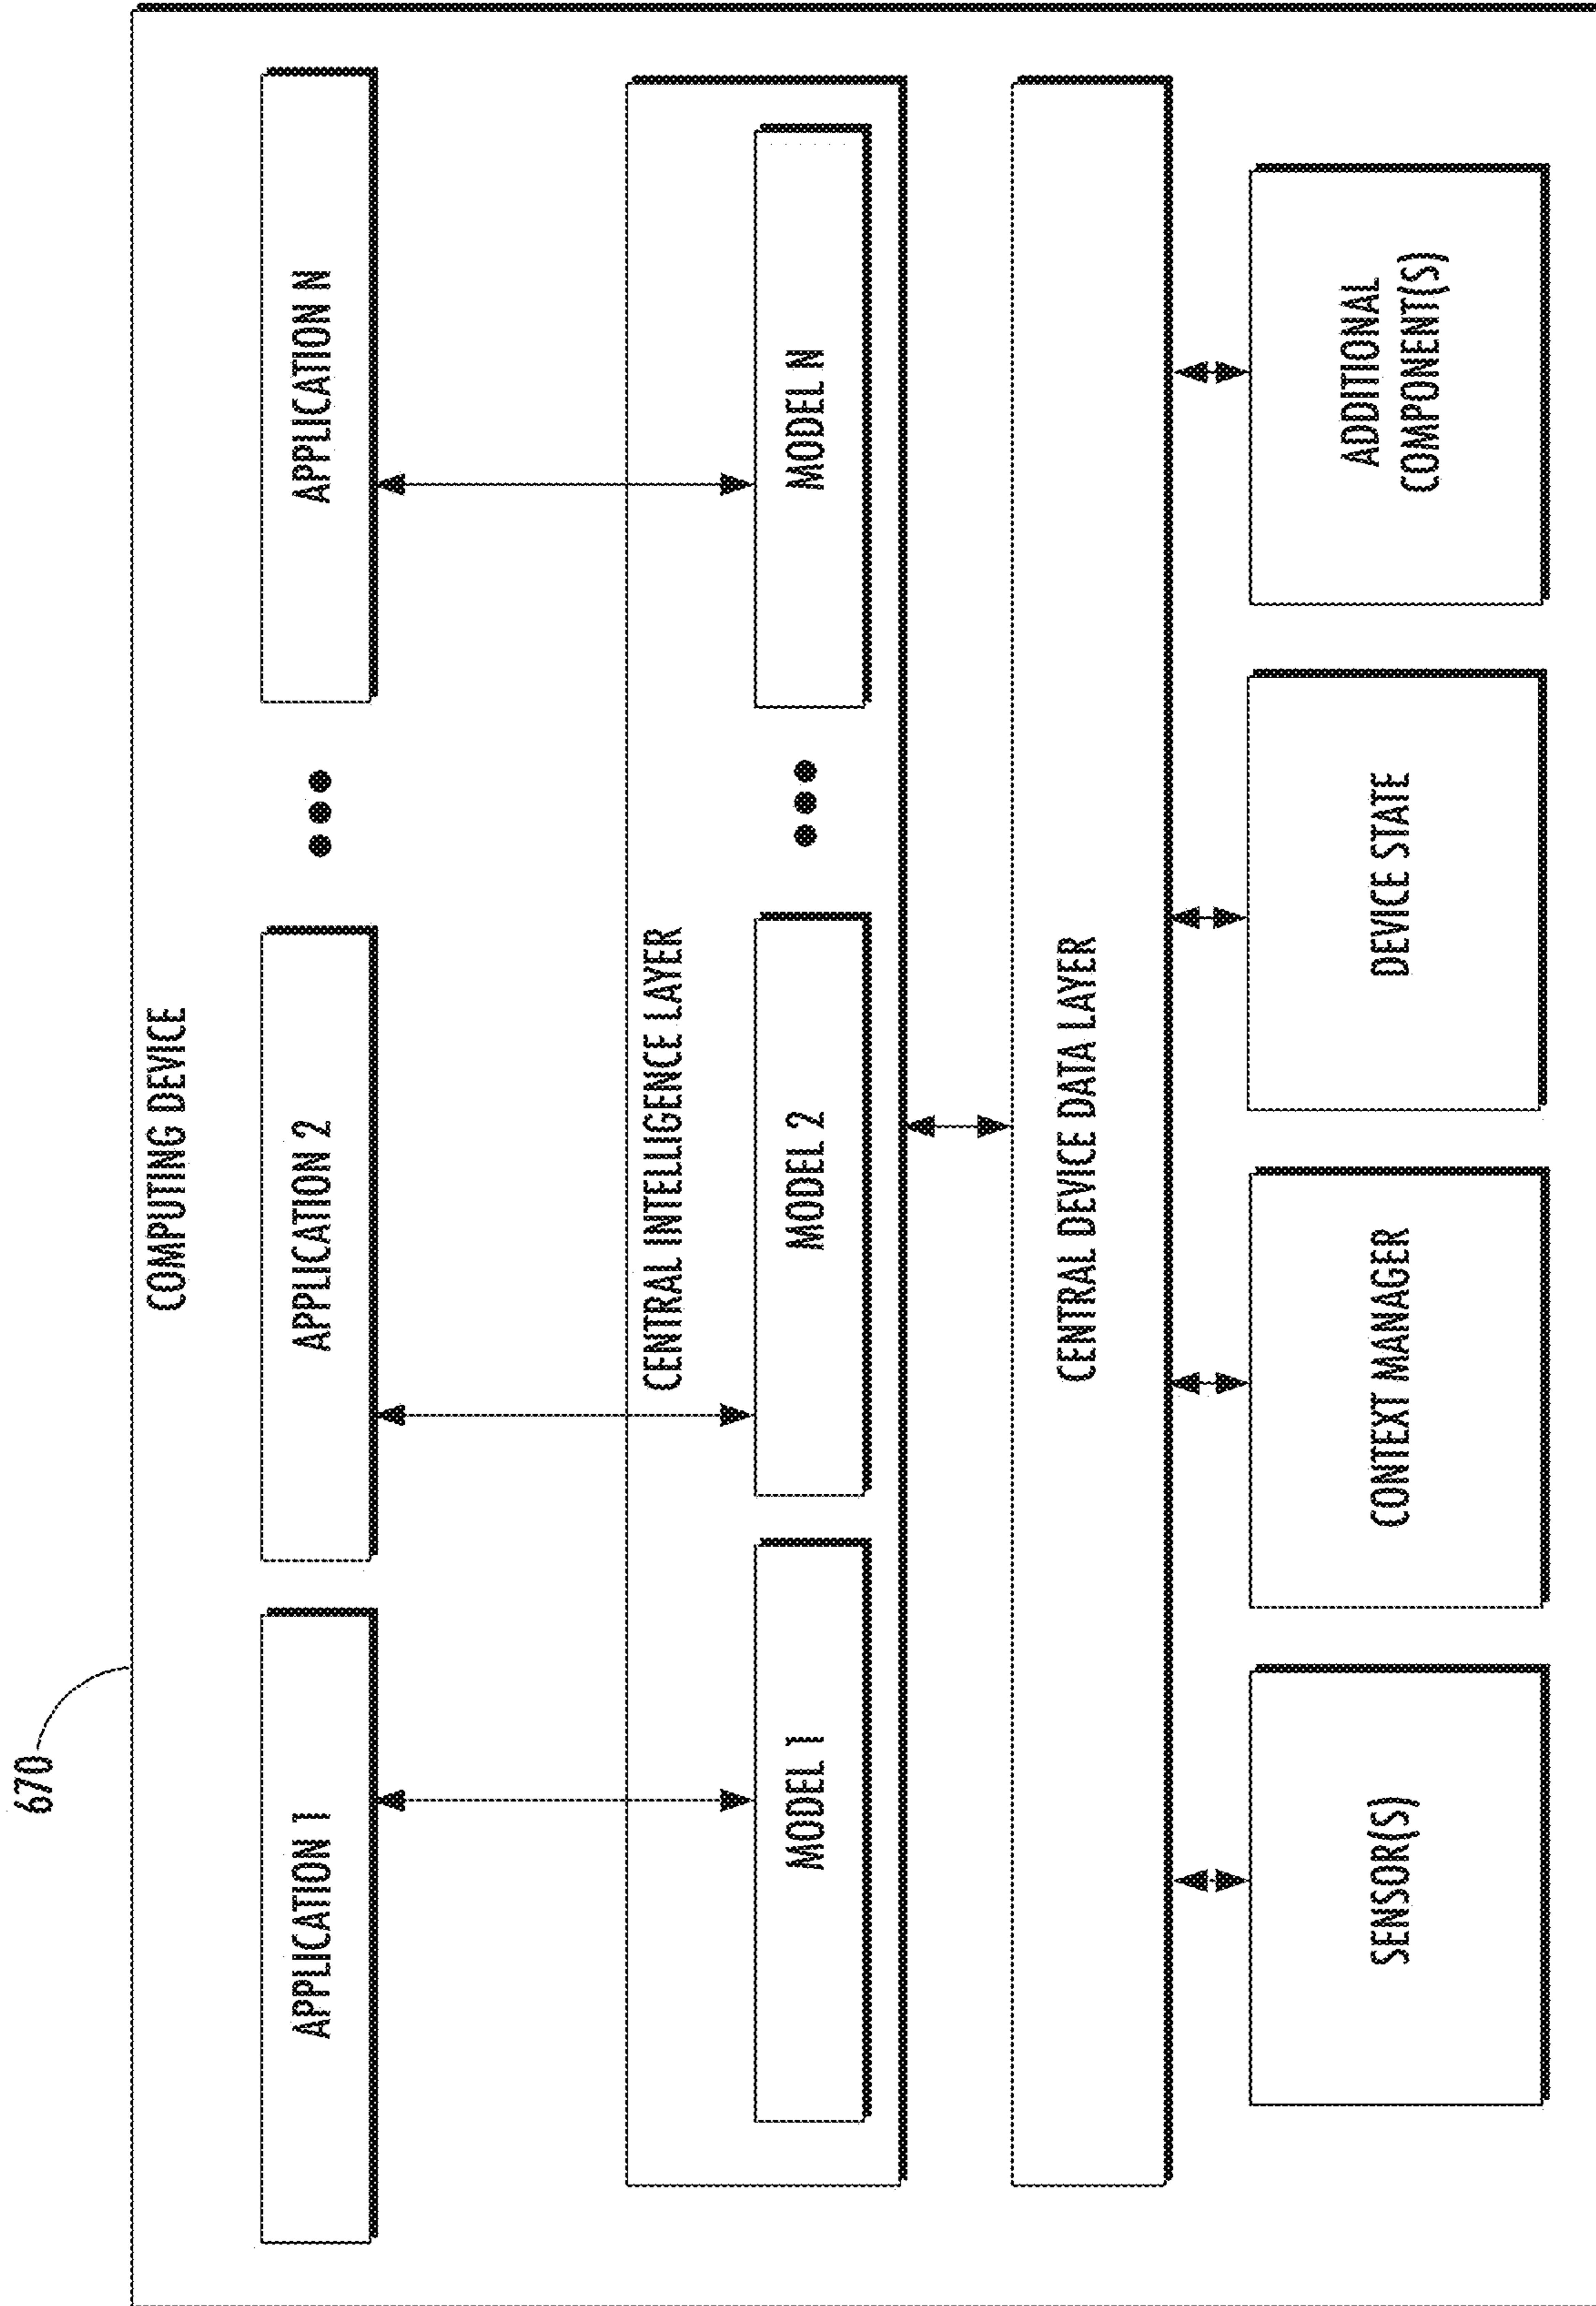 670
COMPUTING DEVICE
APPLICATION 1
APPLICATION 2
APPLICATION N
CENTRAL INTELLIGENCE LAYER
MODEL 1
MODEL 2
MODEL N
CENTRAL DEVICE DATA LAYER
SENSOR(S)
CONTEXT MANAGER
DEVICE STATE
ADDITIONAL
COMPONENT(S)